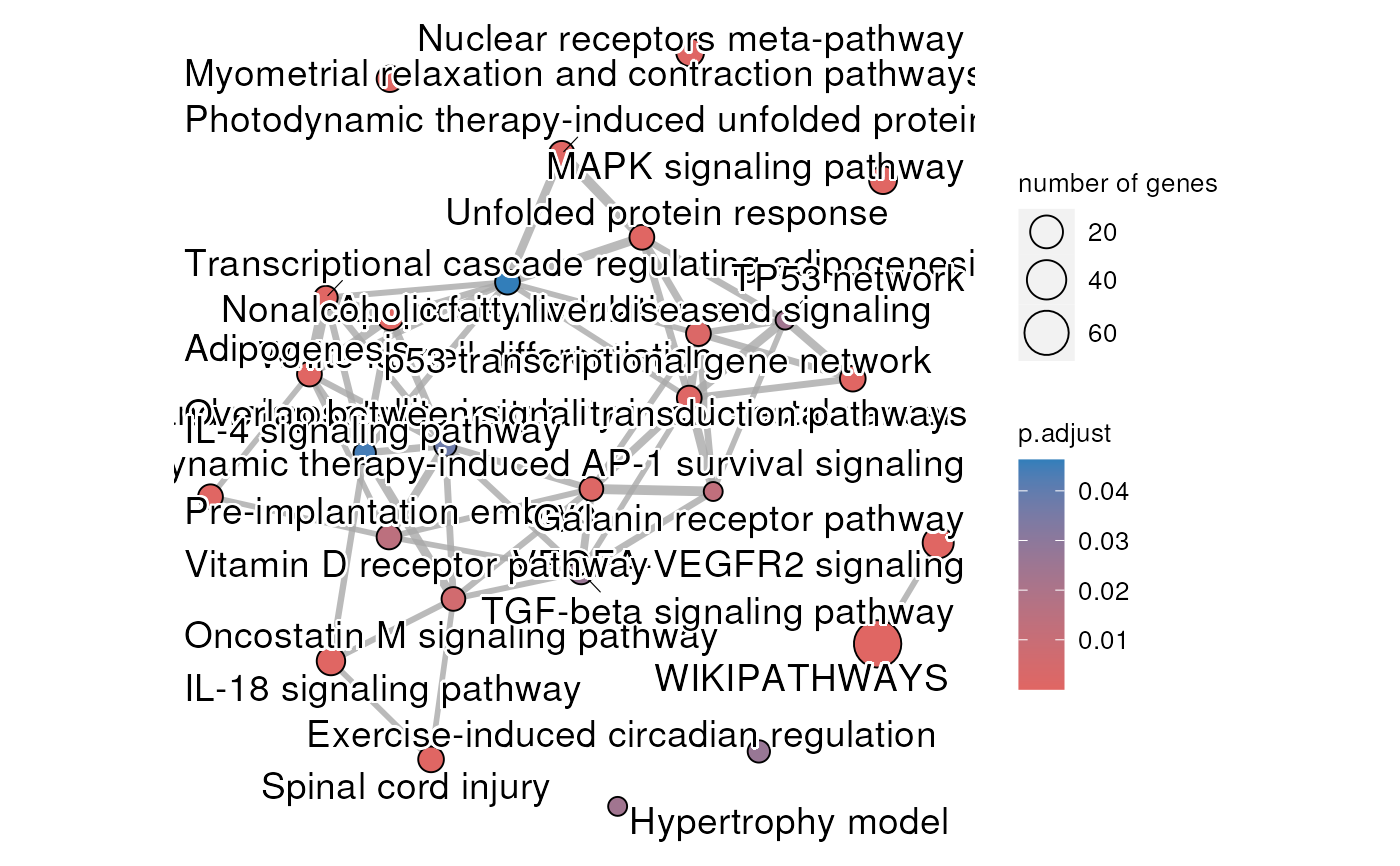 Nuclear receptors meta-pathway
Myometrial relaxation and contraction pathways
Photodynamic therapy-induced unfolded protein
MAPK signaling pathway
Unfolded protein response
Transcriptional cascade regulating adipogenesi
TP53 network
Nonalcoholic fatty liver disease
signaling
Adipogenesis
p53 transcriptional gene network
Overlap between signal transduction pathways
IL-4 signaling pathway
ynamic therapy-induced AP-1 survival signaling
Pre-implantation
Galanin receptor pathway
Vitamin D receptor pathway
VEGFA-VEGFR2 signaling
TGF-beta signaling pathway
Oncostatin M signaling pathway
WIKIPATHWAYS
IL-18 signaling pathway
Exercise-induced circadian regulation
Spinal cord injury
Hypertrophy model
number of genes
20
40
60
p.adjust
0.04
0.03
0.02
0.01